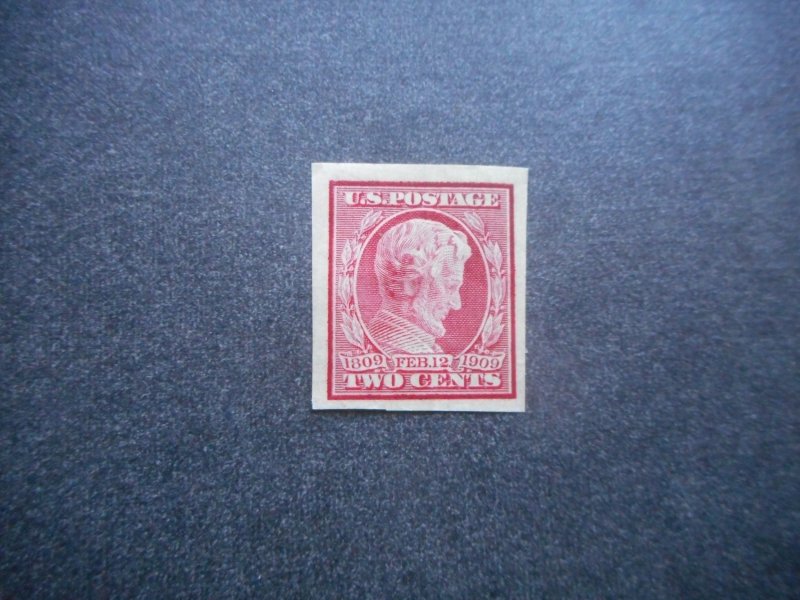 U.S. POSTAGE
1809 FEB. 12 1909
TWO CENTS